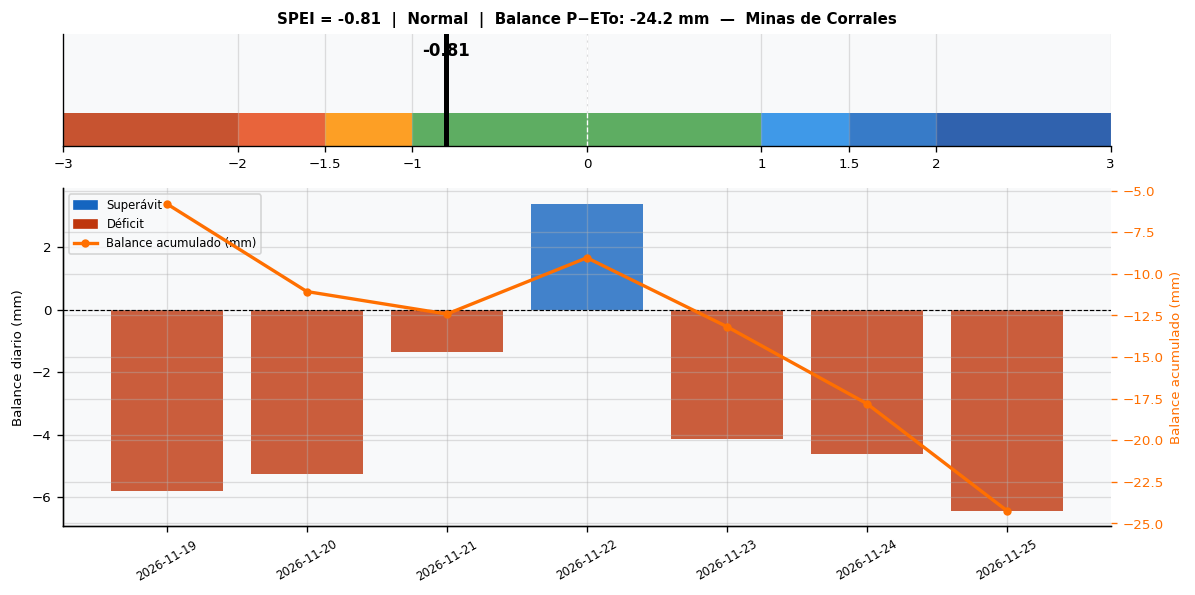 SPEI = -0.81 | Normal | Balance P−ETo: -24.2 mm — Minas de Corrales
-0.81
−3 −2 −1.5 −1 0 1 1.5 2 3
Superávit
Déficit
Balance acumulado (mm)
Balance diario (mm)
2
0
−2
−4
−6
−5.0
−7.5
−10.0
−12.5
−15.0
−17.5
−20.0
−22.5
−25.0
Balance acumulado (mm)
2026-11-19 2026-11-20 2026-11-21 2026-11-22 2026-11-23 2026-11-24 2026-11-25